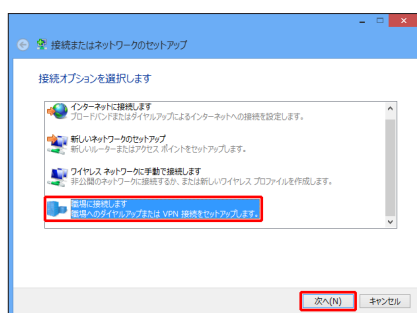 接続またはネットワークのセットアップ
接続オプションを選択します
インターネットに接続します
ブロードバンドまたはダイヤルアップによるインターネットへの接続を設定します。
新しいネットワークのセットアップ
新しいルーターまたはアクセス ポイントをセットアップします。
ワイヤレス ネットワークに手動で接続します
非公開のネットワークに接続するか、または新しいワイヤレス プロファイルを作成します。
職場に接続します
職場へのダイヤルアップまたは VPN 接続をセットアップします。
次へ(N)
キャンセル